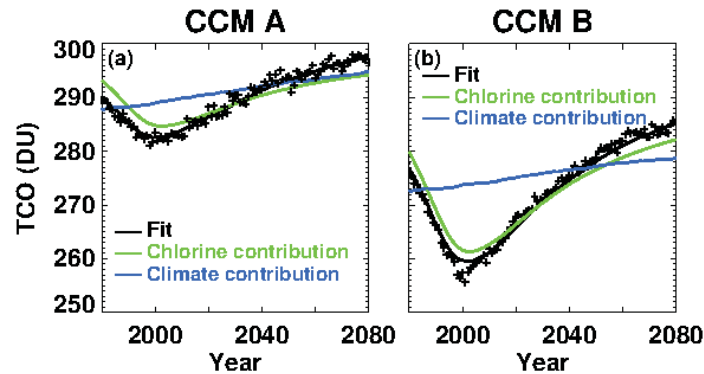 CCM A
CCM B
TCO (DU)
300
290
280
270
260
250
(a)
Fit
Chlorine contribution
Climate contribution
2000
2040
2080
Year
(b)
Fit
Chlorine contribution
Climate contribution
2000
2040
2080
Year